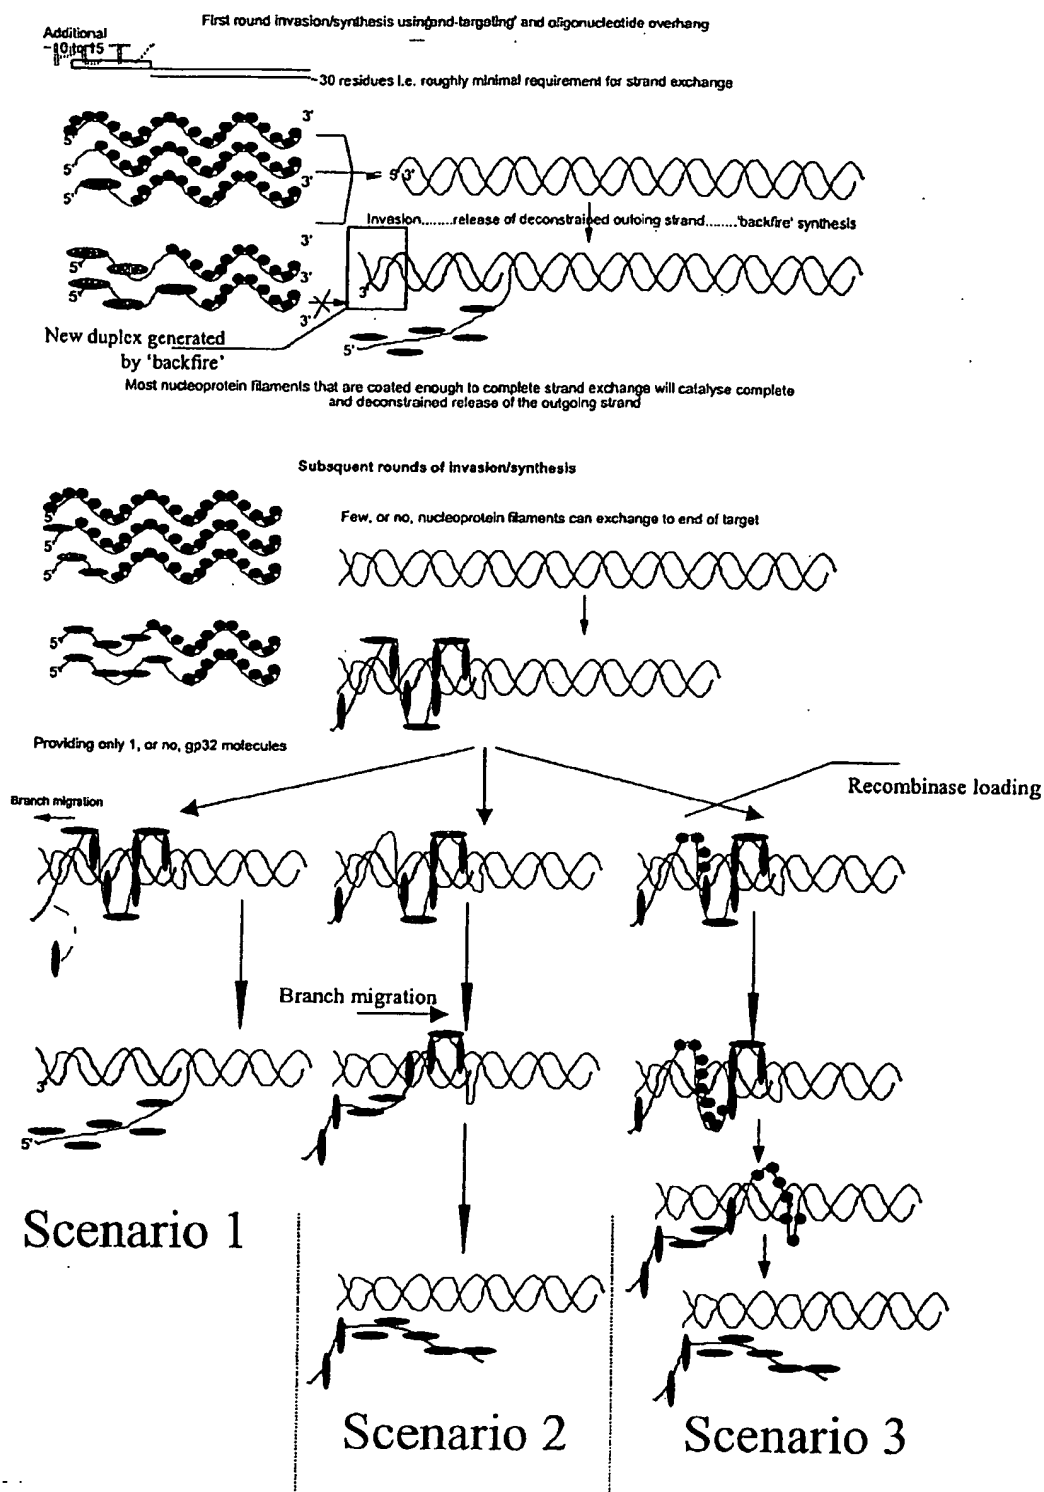 First round invasion/synthesis using 'end-targeting' and oligonucleotide overhang
Additional
~10 to 15
~30 residues i.e. roughly minimal requirement for strand exchange
3'
5'
5'
3'
5'
3'
5' 3'
Invasion........release of deconstrained outoing strand........'backfire' synthesis
3'
5'
3'
5'
3'
3'
5'
New duplex generated
by 'backfire'
Most nucleoprotein filaments that are coated enough to complete strand exchange will catalyse complete
and deconstrained release of the outgoing strand
Subsquent rounds of invasion/synthesis
5'
5'
5'
Few, or no, nucleoprotein filaments can exchange to end of target
5'
5'
Providing only 1, or no, gp32 molecules
Recombinase loading
Branch migration
Branch migration
3'
5'
Scenario 1
Scenario 2
Scenario 3